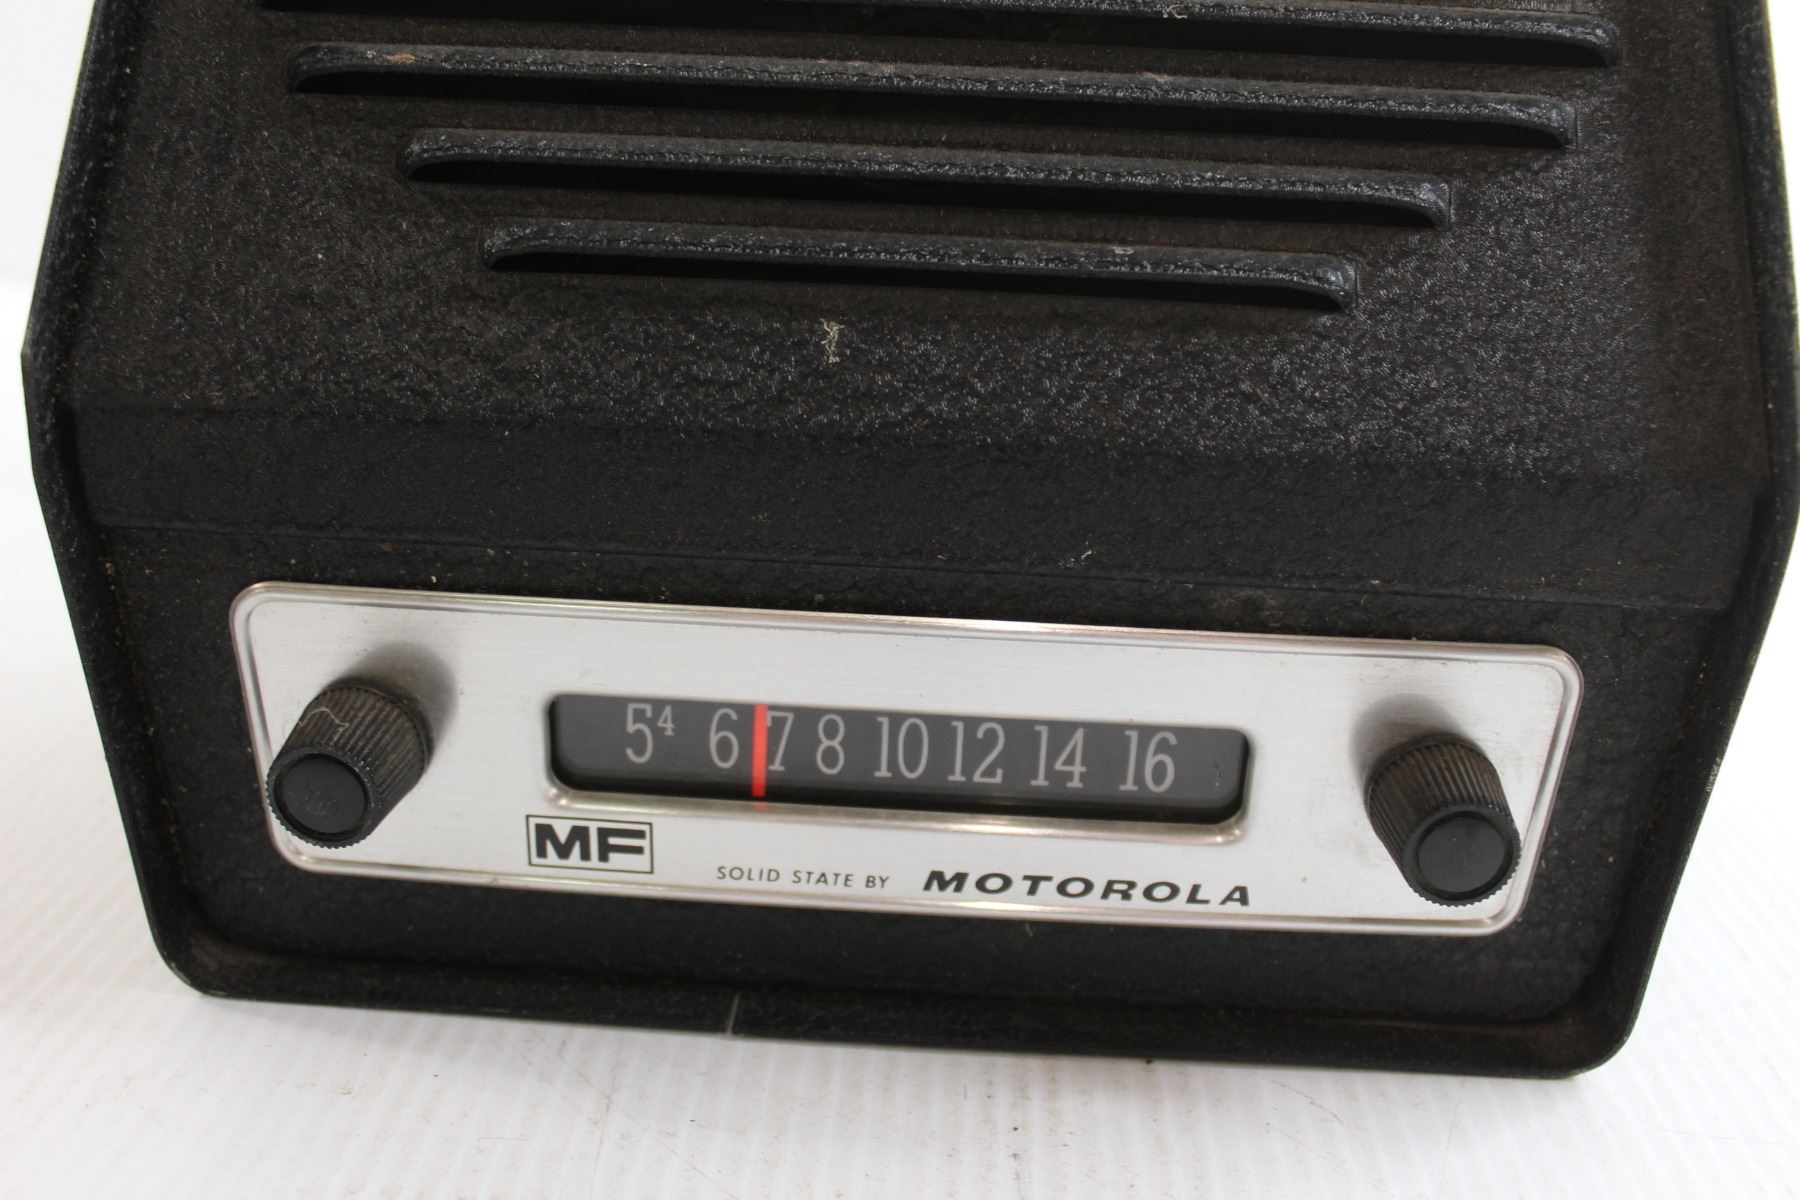 5⁴ 6 7 8 10 12 14 16
MF
SOLID STATE BY MOTOROLA